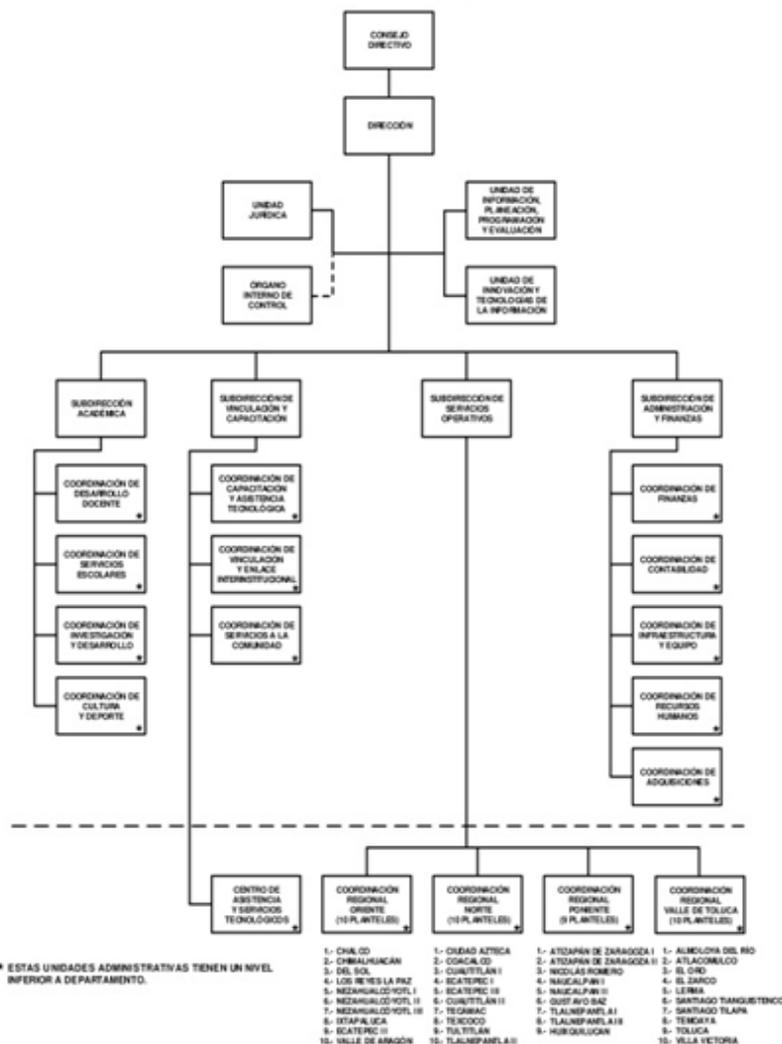 CONSEJO
DIRECTIVO
DIRECCIÓN
UNIDAD
JURÍDICA
UNIDAD DE
INFORMACIÓN,
PLANEACIÓN,
PROGRAMACIÓN
Y EVALUACIÓN
ÓRGANO
INTERNO DE
CONTROL
UNIDAD DE
INNOVACIÓN Y
TECNOLOGÍAS DE
LA INFORMACIÓN
SUBDIRECCIÓN
ACADÉMICA
SUBDIRECCIÓN DE
VINCULACIÓN Y
CAPACITACIÓN
SUBDIRECCIÓN DE
SERVICIOS
OPERATIVOS
SUBDIRECCIÓN DE
ADMINISTRACIÓN
Y FINANZAS
COORDINACIÓN DE
DESARROLLO
DOCENTE
*
COORDINACIÓN DE
SERVICIOS
ESCOLARES
*
COORDINACIÓN DE
INVESTIGACIÓN
Y DESARROLLO
*
COORDINACIÓN DE
CULTURA
Y DEPORTE
*
COORDINACIÓN DE
CAPACITACIÓN
Y ASISTENCIA
TECNOLÓGICA
*
COORDINACIÓN DE
VINCULACIÓN
Y ENLACE
INTERINSTITUCIONAL
*
COORDINACIÓN DE
SERVICIOS A LA
COMUNIDAD
*
COORDINACIÓN DE
FINANZAS
*
COORDINACIÓN DE
CONTABILIDAD
*
COORDINACIÓN DE
INFRAESTRUCTURA
Y EQUIPO
*
COORDINACIÓN DE
RECURSOS
HUMANOS
*
COORDINACIÓN DE
ADQUISICIONES
*
CENTRO DE
ASISTENCIA
Y SERVICIOS
TECNOLÓGICOS
*
COORDINACIÓN
REGIONAL
ORIENTE
(10 PLANTELES)
*
1.- CHALCO
2.- CHIMALHUACÁN
3.- DEL SOL
4.- LOS REYES LA PAZ
5.- NEZAHUALCÓYOTL I
6.- NEZAHUALCÓYOTL II
7.- NEZAHUALCÓYOTL III
8.- IXTAPALUCA
9.- ECATEPEC III
10.- VALLE DE ARAGÓN
COORDINACIÓN
REGIONAL
NORTE
(10 PLANTELES)
*
1.- CIUDAD AZTECA
2.- COACALCO
3.- CUAUTITLÁN I
4.- ECATEPEC I
5.- ECATEPEC III
6.- CUAUTITLÁN II
7.- TECÁMAC
8.- TEXCOCO
9.- TULTITLÁN
10.- TLALNEPANTLA II
COORDINACIÓN
REGIONAL
PONIENTE
(9 PLANTELES)
*
1.- ATIZAPÁN DE ZARAGOZA I
2.- ATIZAPÁN DE ZARAGOZA II
3.- NICOLÁS ROMERO
4.- NAUCALPAN I
5.- NAUCALPAN II
6.- GUSTAVO BAZ
7.- TLALNEPANTLA I
8.- TLALNEPANTLA III
9.- HUIXQUILUCAN
COORDINACIÓN
REGIONAL
VALLE DE TOLUCA
(10 PLANTELES)
*
1.- ALMOLOYA DEL RÍO
2.- ATLACOMULCO
3.- EL ORO
4.- EL ZARCO
5.- LERMA
6.- SANTIAGO TIANGUISTENCO
7.- SANTIAGO TILAPA
8.- TEMOAYA
9.- TOLUCA
10.- VILLA VICTORIA
* ESTAS UNIDADES ADMINISTRATIVAS TIENEN UN NIVEL
INFERIOR A DEPARTAMENTO.